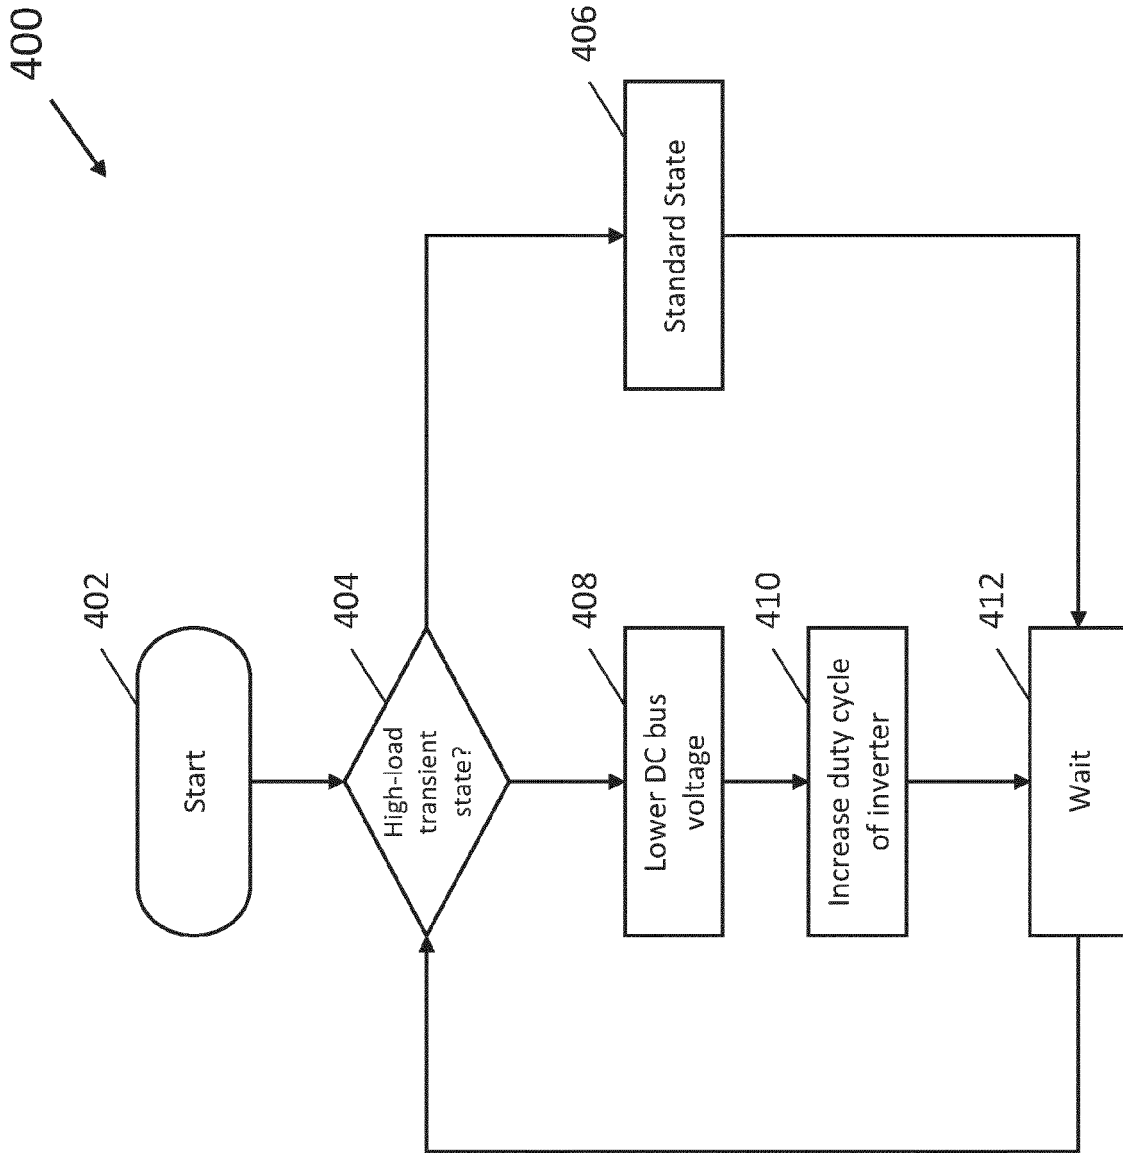 400
402
Start
404
High-load
transient
state?
406
Standard State
408
Lower DC bus
voltage
410
Increase duty cycle
of inverter
412
Wait